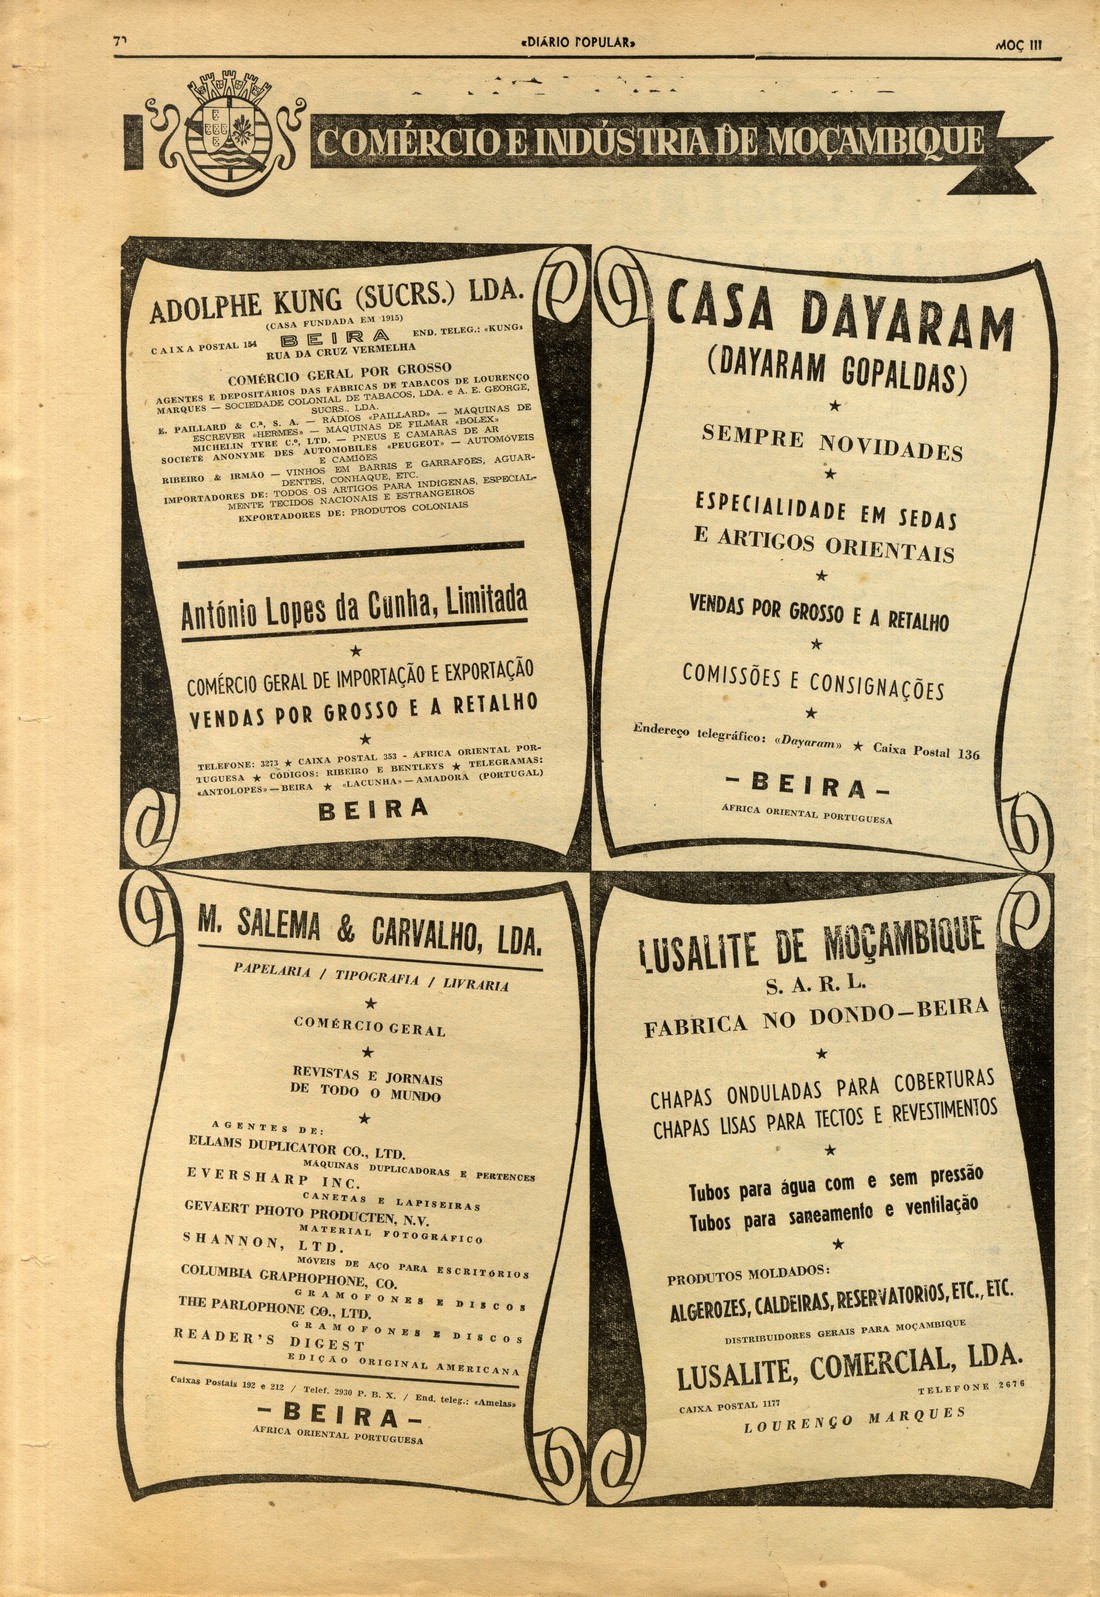 «DIÁRIO POPULAR»
MOÇ III
COMÉRCIO E INDÚSTRIA DE MOÇAMBIQUE
ADOLPHE KUNG (SUCRS.) LDA.
(CASA FUNDADA EM 1915)
CAIXA POSTAL 154 BEIRA END. TELEG.: «KUNG»
RUA DA CRUZ VERMELHA
COMÉRCIO GERAL POR GROSSO
AGENTES E DEPOSITÁRIOS DAS FÁBRICAS DE TABACOS DE LOURENÇO
MARQUES — SOCIEDADE COLONIAL DE TABACOS, LDA. e A. E. GEORGE,
SUCRS., LDA.
E. PAILLARD & C.ª, S. A. — RÁDIOS «PAILLARD» — MÁQUINAS DE
ESCREVER «HERMES» — MÁQUINAS DE FILMAR «BOLEX»
MICHELIN TYRE C.º, LTD. — PNEUS E CAMARAS DE AR
SOCIÉTÉ ANONYME DES AUTOMOBILES «PEUGEOT» — AUTOMÓVEIS
E CAMIÕES
RIBEIRO & IRMÃO — VINHOS EM BARRIS E GARRAFÕES, AGUAR-
DENTES, CONHAQUE, ETC.
IMPORTADORES DE: TODOS OS ARTIGOS PARA INDÍGENAS, ESPECIAL-
MENTE TECIDOS NACIONAIS E ESTRANGEIROS
EXPORTADORES DE: PRODUTOS COLONIAIS
António Lopes da Cunha, Limitada
★
COMÉRCIO GERAL DE IMPORTAÇÃO E EXPORTAÇÃO
VENDAS POR GROSSO E A RETALHO
★
TELEFONE: 3273 ★ CAIXA POSTAL 353 - ÁFRICA ORIENTAL POR-
TUGUESA ★ CÓDIGOS: RIBEIRO E BENTLEYS ★ TELEGRAMAS:
«ANTOLOPES» — BEIRA ★ «LACUNHA» — AMADORA (PORTUGAL)
BEIRA
CASA DAYARAM
(DAYARAM GOPALDAS)
★
SEMPRE NOVIDADES
★
ESPECIALIDADE EM SEDAS
E ARTIGOS ORIENTAIS
★
VENDAS POR GROSSO E A RETALHO
★
COMISSÕES E CONSIGNAÇÕES
★
Endereço telegráfico: «Dayaram» ★ Caixa Postal 136
- BEIRA -
ÁFRICA ORIENTAL PORTUGUESA
M. SALEMA & CARVALHO, LDA.
PAPELARIA / TIPOGRAFIA / LIVRARIA
★
COMÉRCIO GERAL
★
REVISTAS E JORNAIS
DE TODO O MUNDO
★
AGENTES DE:
ELLAMS DUPLICATOR CO., LTD.
MÁQUINAS DUPLICADORAS E PERTENCES
EVERSHARP INC.
CANETAS E LAPISEIRAS
GEVAERT PHOTO PRODUCTEN, N.V.
MATERIAL FOTOGRÁFICO
SHANNON, LTD.
MÓVEIS DE AÇO PARA ESCRITÓRIOS
COLUMBIA GRAPHOPHONE, CO.
GRAMOFONES E DISCOS
THE PARLOPHONE CO., LTD.
GRAMOFONES E DISCOS
READER'S DIGEST
EDIÇÃO ORIGINAL AMERICANA
Caixas Postais 192 e 212 / Telef. 2930 P. B. X. / End. teleg.: «Amelas»
- BEIRA -
ÁFRICA ORIENTAL PORTUGUESA
LUSALITE DE MOÇAMBIQUE
S. A. R. L.
FABRICA NO DONDO — BEIRA
★
CHAPAS ONDULADAS PARA COBERTURAS
CHAPAS LISAS PARA TECTOS E REVESTIMENTOS
★
Tubos para água com e sem pressão
Tubos para saneamento e ventilação
★
PRODUTOS MOLDADOS:
ALGEROZES, CALDEIRAS, RESERVATORIOS, ETC., ETC.
DISTRIBUIDORES GERAIS PARA MOÇAMBIQUE
LUSALITE, COMERCIAL, LDA.
CAIXA POSTAL 1177 TELEFONE 2676
LOURENÇO MARQUES